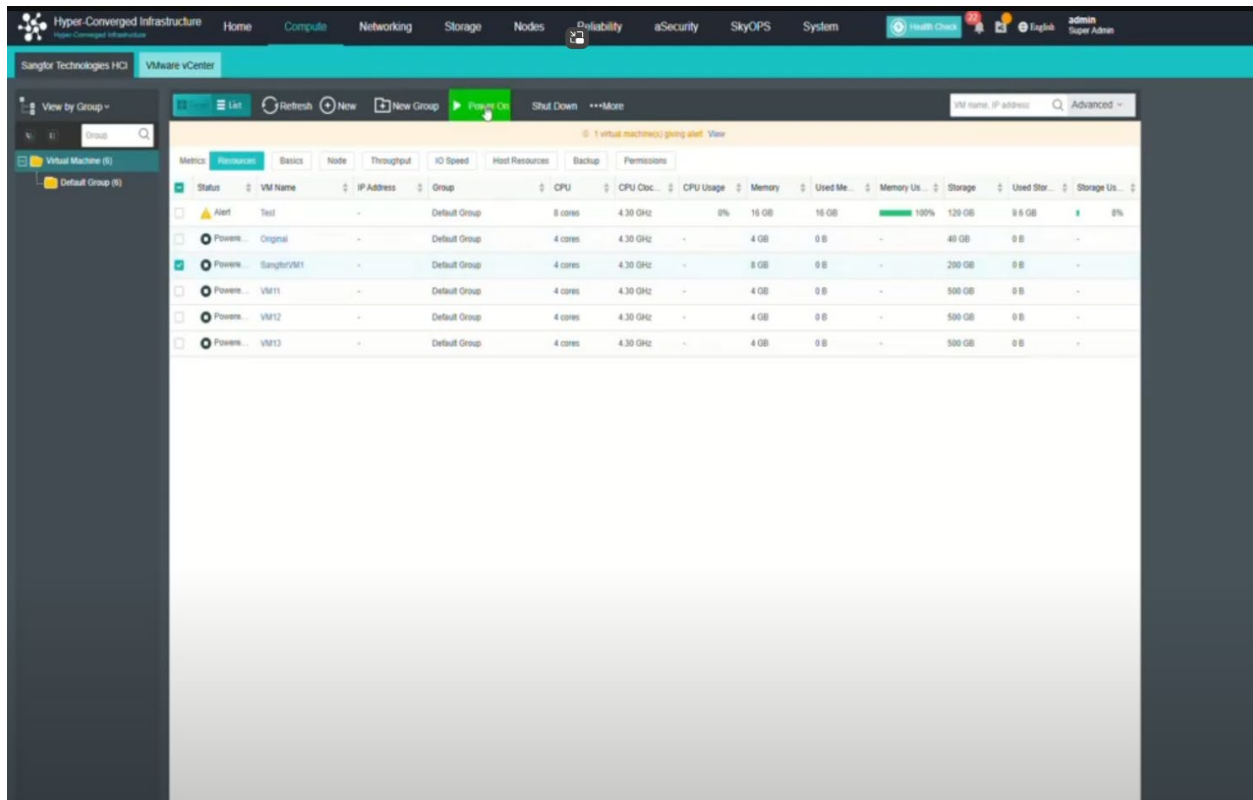 Hyper-Converged Infrastructure
Hyper-Converged Infrastructure
Home Compute Networking Storage Nodes Reliability aSecurity SkyOPS System
Health Check 22 English admin
Super Admin
Sangfor Technologies HCI VMware vCenter
View by Group
List Refresh New New Group Power On Shut Down •••More VM name, IP address Advanced
Group
1 virtual machine(s) giving alert View
Virtual Machine (6)
Metrics: Resources Basics Node Throughput IO Speed Host Resources Backup Permissions
Default Group (6)
Status VM Name IP Address Group CPU CPU Cloc... CPU Usage Memory Used Me... Memory Us... Storage Used Stor... Storage Us...
Alert Test - Default Group 8 cores 4.30 GHz 0% 16 GB 16 GB 100% 120 GB 9.6 GB 8%
Powere... Original - Default Group 4 cores 4.30 GHz - 4 GB 0 B - 40 GB 0 B -
Powere... SangforVM1 - Default Group 4 cores 4.30 GHz - 8 GB 0 B - 200 GB 0 B -
Powere... VM11 - Default Group 4 cores 4.30 GHz - 4 GB 0 B - 500 GB 0 B -
Powere... VM12 - Default Group 4 cores 4.30 GHz - 4 GB 0 B - 500 GB 0 B -
Powere... VM13 - Default Group 4 cores 4.30 GHz - 4 GB 0 B - 500 GB 0 B -